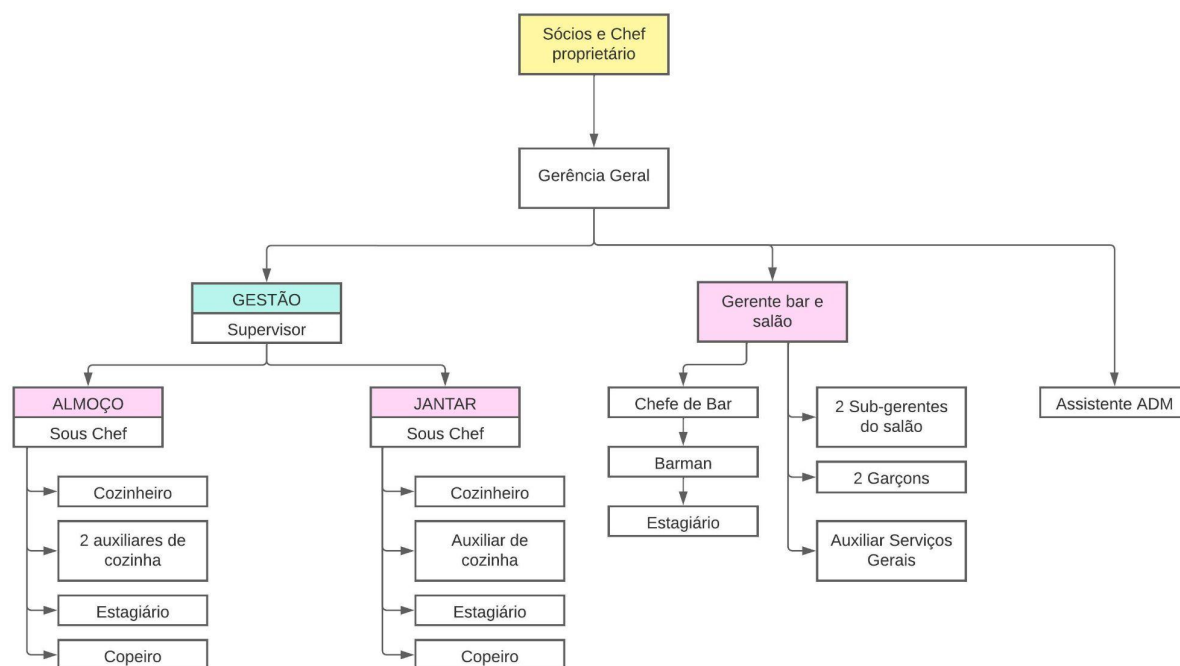 Sócios e Chef
proprietário
Gerência Geral
GESTÃO
Supervisor
Gerente bar e
salão
ALMOÇO
Sous Chef
JANTAR
Sous Chef
Chefe de Bar
2 Sub-gerentes
do salão
Assistente ADM
Barman
2 Garçons
Estagiário
Auxiliar Serviços
Gerais
Cozinheiro
2 auxiliares de
cozinha
Estagiário
Copeiro
Cozinheiro
Auxiliar de
cozinha
Estagiário
Copeiro